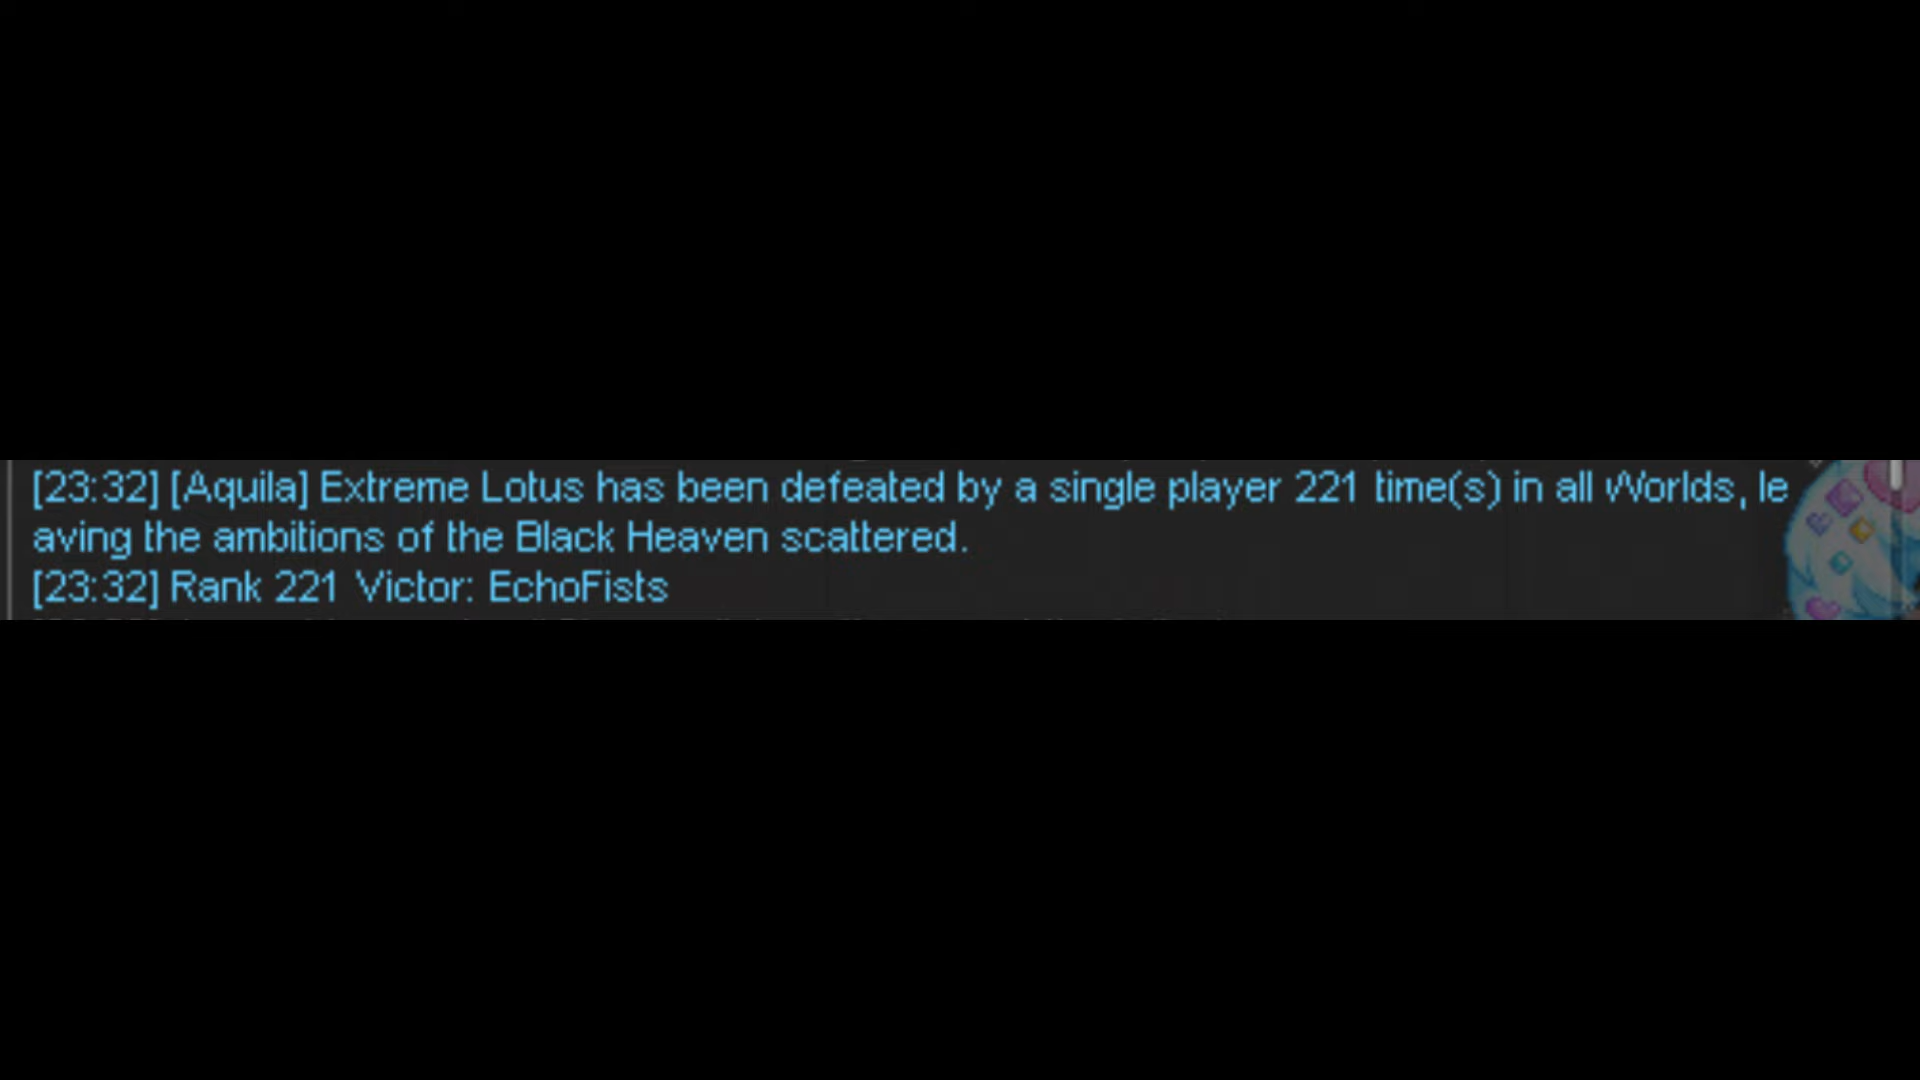 [23:32] [Aquila] Extreme Lotus has been defeated by a single player 221 time(s) in all Worlds, le
aving the ambitions of the Black Heaven scattered.
[23:32] Rank 221 Victor: EchoFists